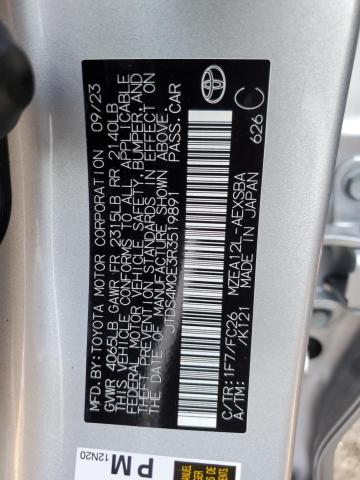 MFD.BY:TOYOTA MOTOR CORPORATION 09/23
GVWR 4065LB GAWR FR 2315LB RR 2140LB
THIS VEHICLE CONFORMS TO ALL APPLICABLE
FEDERAL MOTOR VEHICLE SAFETY, BUMPER, AND
THEFT PREVENTION STANDARDS IN EFFECT ON
THE DATE OF MANUFACTURE SHOWN ABOVE.
JTDS4MCE3R3519891 PASS.CAR
C/TR:1F7/FC26 MZEA12L-AEXSBA
A/TM: /K121 MADE IN JAPAN 626
C
12N20
PM